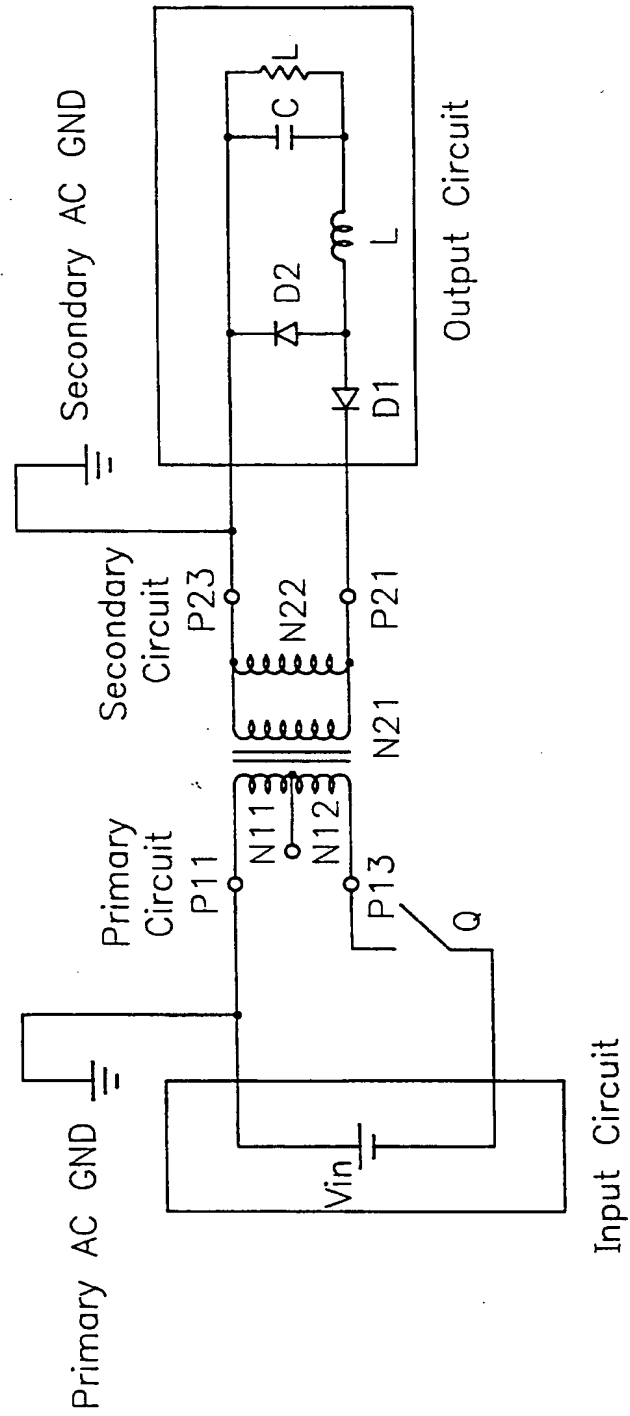 Primary AC GND
Secondary AC GND
Primary
Circuit
Secondary
Circuit
P11
P23
N11
N12
N22
N21
P13
P21
Q
Vin
D2
D1
L
C
L
Input Circuit
Output Circuit